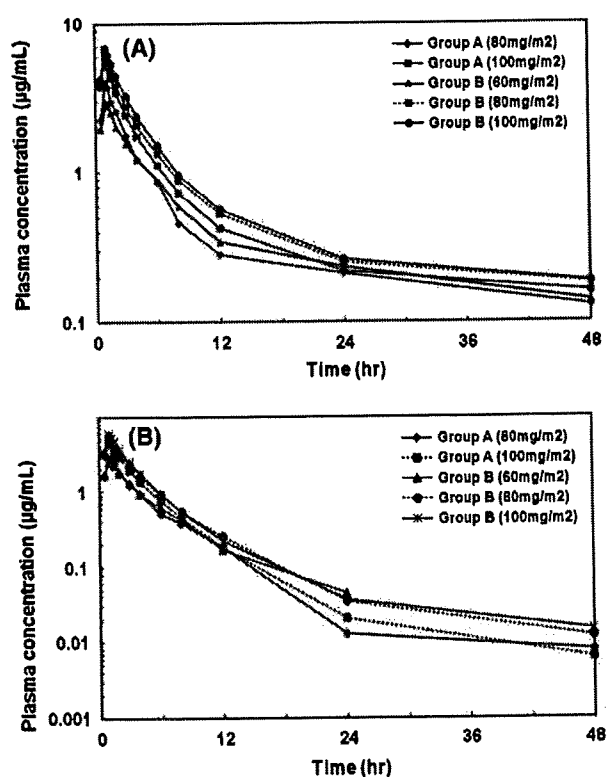 (A)
Plasma concentration (µg/mL)
10
1
0.1
Group A (80mg/m2)
Group A (100mg/m2)
Group B (60mg/m2)
Group B (80mg/m2)
Group B (100mg/m2)
0 12 24 36 48
Time (hr)
(B)
Plasma concentration (µg/mL)
1
0.1
0.01
0.001
Group A (80mg/m2)
Group A (100mg/m2)
Group B (60mg/m2)
Group B (80mg/m2)
Group B (100mg/m2)
0 12 24 36 48
Time (hr)